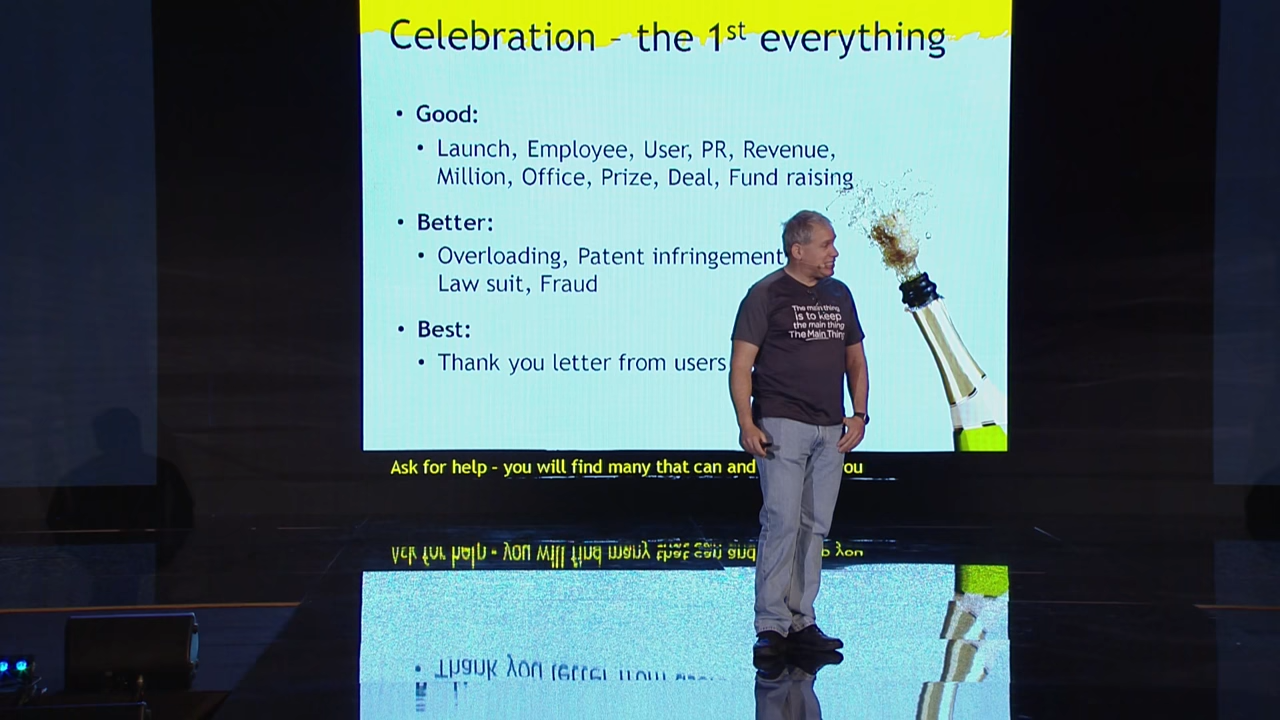 Celebration – the 1st everything
• Good:
• Launch, Employee, User, PR, Revenue,
Million, Office, Prize, Deal, Fund raising
• Better:
• Overloading, Patent infringement
Law suit, Fraud
• Best:
• Thank you letter from users
The main thing
is to keep
the main thing
The Main Thing
Ask for help – you will find many that can and you